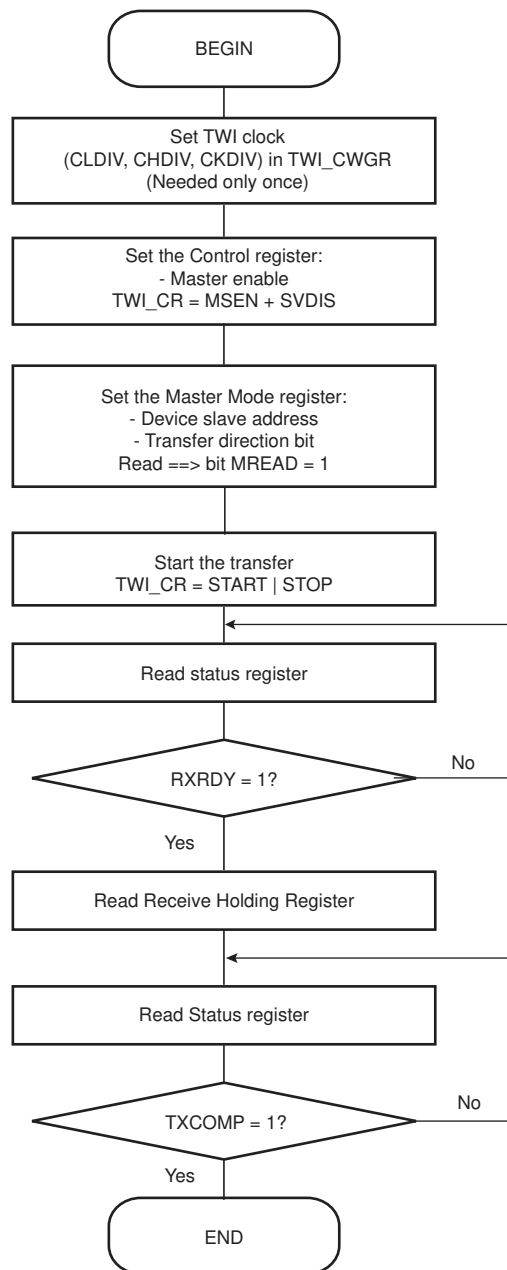 BEGIN
Set TWI clock
(CLDIV, CHDIV, CKDIV) in TWI_CWGR
(Needed only once)
Set the Control register:
- Master enable
TWI_CR = MSEN + SVDIS
Set the Master Mode register:
- Device slave address
- Transfer direction bit
Read ==> bit MREAD = 1
Start the transfer
TWI_CR = START | STOP
Read status register
RXRDY = 1?
No
Yes
Read Receive Holding Register
Read Status register
TXCOMP = 1?
No
Yes
END